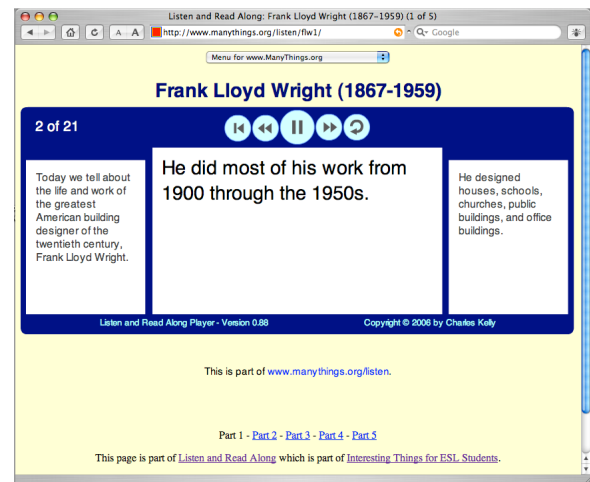 Listen and Read Along: Frank Lloyd Wright (1867–1959) (1 of 5)
A A
http://www.manythings.org/listen/flw1/
Google
Menu for www.ManyThings.org
Frank Lloyd Wright (1867-1959)
2 of 21
Today we tell about
the life and work of
the greatest
American building
designer of the
twentieth century,
Frank Lloyd Wright.
He did most of his work from
1900 through the 1950s.
He designed
houses, schools,
churches, public
buildings, and office
buildings.
Listen and Read Along Player - Version 0.88
Copyright © 2006 by Charles Kelly
This is part of www.manythings.org/listen.
Part 1 - Part 2 - Part 3 - Part 4 - Part 5
This page is part of Listen and Read Along which is part of Interesting Things for ESL Students.